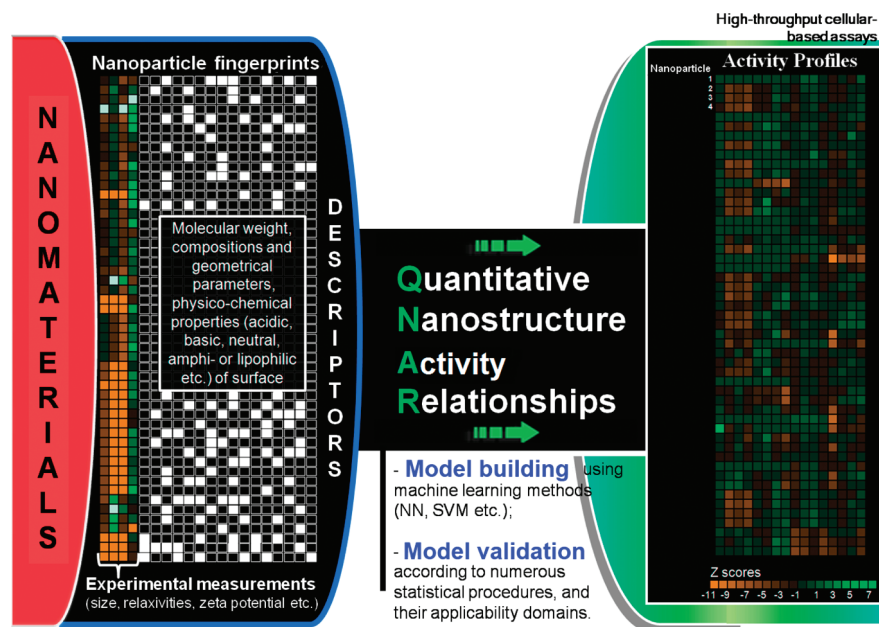 High-throughput cellular-
based assays
NANOMATERIALS
Nanoparticle fingerprints
Molecular weight,
compositions and
geometrical
parameters,
physico-chemical
properties (acidic,
basic, neutral,
amphi- or lipophilic
etc.) of surface
DESCRIPTORS
Experimental measurements
(size, relaxivities, zeta potential etc.)
Quantitative
Nanostructure
Activity
Relationships
- Model building using
machine learning methods
(NN, SVM etc.);
- Model validation
according to numerous
statistical procedures, and
their applicability domains.
Activity Profiles
Nanoparticle 1
2
3
4
Z scores
-11 -9 -7 -5 -3 -1 1 3 5 7